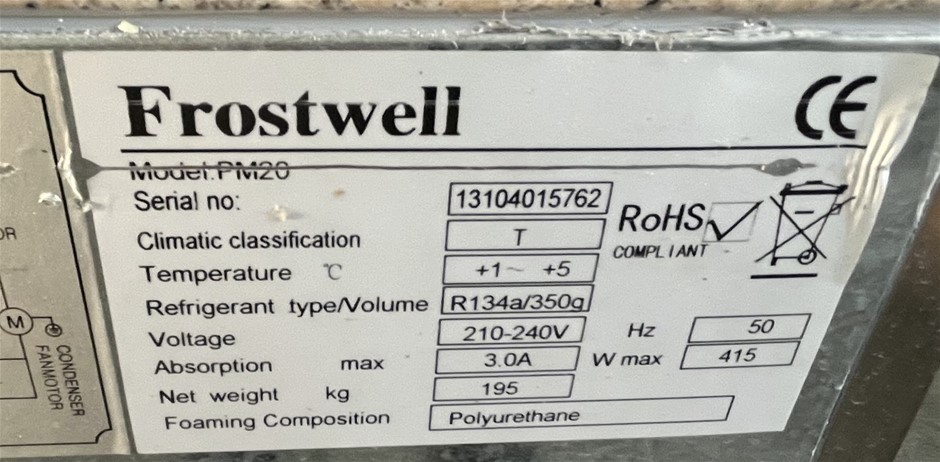 Frostwell
CE
Model:PM20
Serial no: 13104015762
RoHS
COMPLIANT
Climatic classification T
Temperature °C +1~ +5
Refrigerant type/Volume R134a/350g
Voltage 210-240V Hz 50
Absorption max 3.0A W max 415
Net weight kg 195
Foaming Composition Polyurethane
M
CONDENSER
FANMOTOR